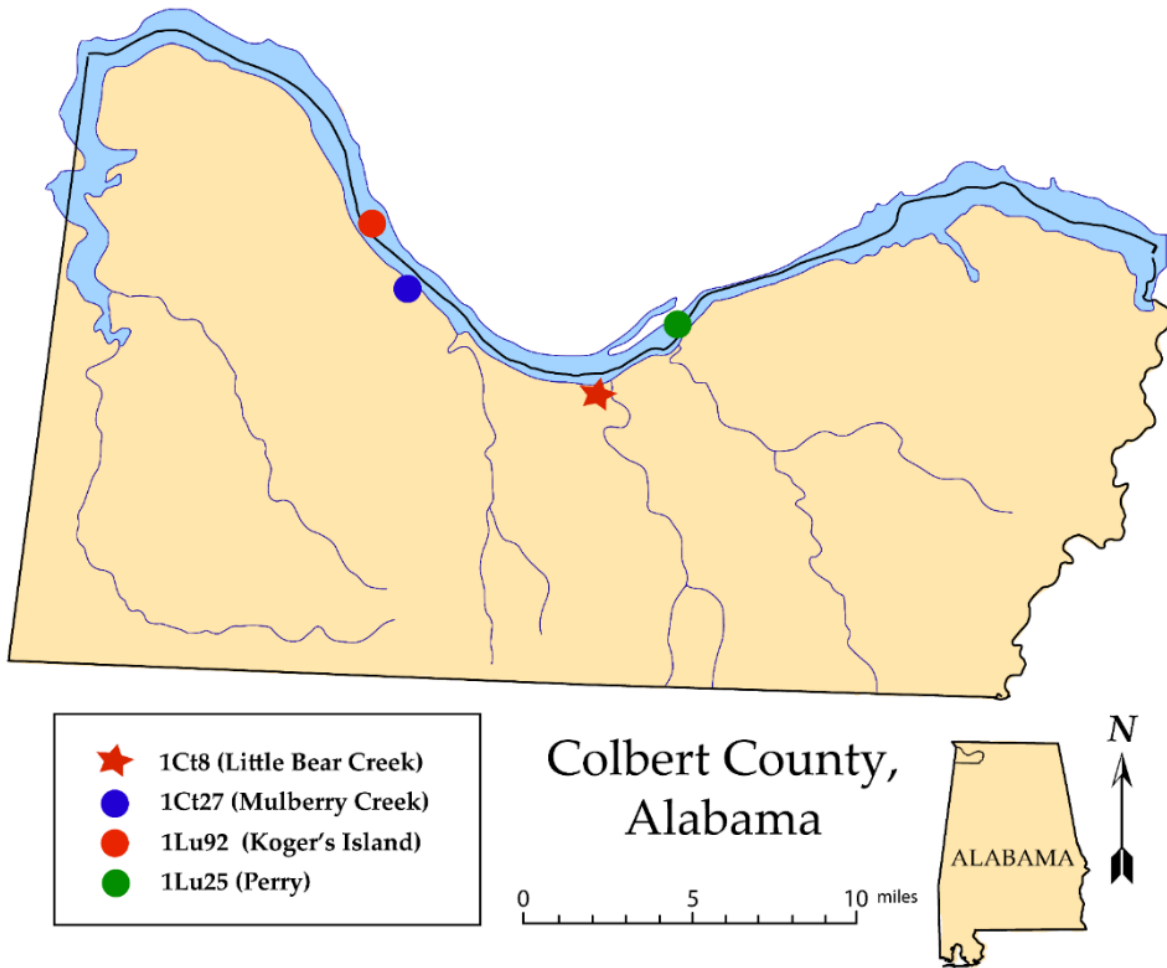 1Ct8 (Little Bear Creek)
1Ct27 (Mulberry Creek)
1Lu92 (Koger's Island)
1Lu25 (Perry)
Colbert County,
Alabama
0 5 10 miles
ALABAMA
N